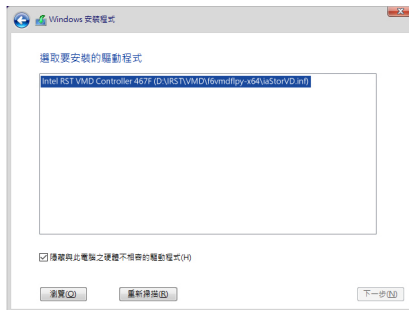 Windows 安裝程式
選取要安裝的驅動程式
Intel RST VMD Controller 467F (D:\IRST\VMD\f6vmdflpy-x64\iaStorVD.inf)
隱藏與此電腦之硬體不相容的驅動程式(H)
瀏覽(O)
重新掃描(R)
下一步(N)